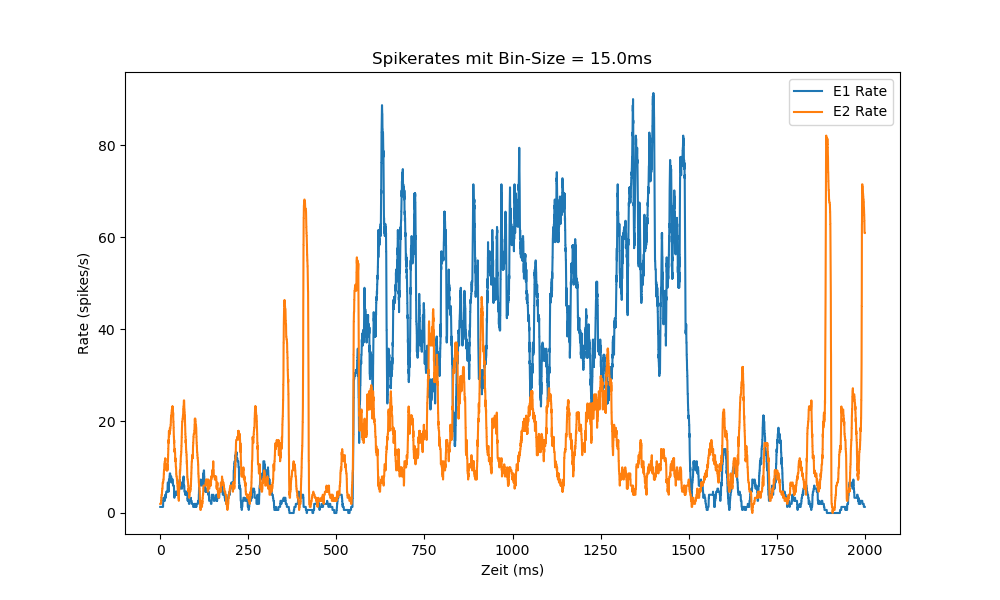 Spikerates mit Bin-Size = 15.0ms
E1 Rate
E2 Rate
80
60
40
20
0
Rate (spikes/s)
0 250 500 750 1000 1250 1500 1750 2000
Zeit (ms)